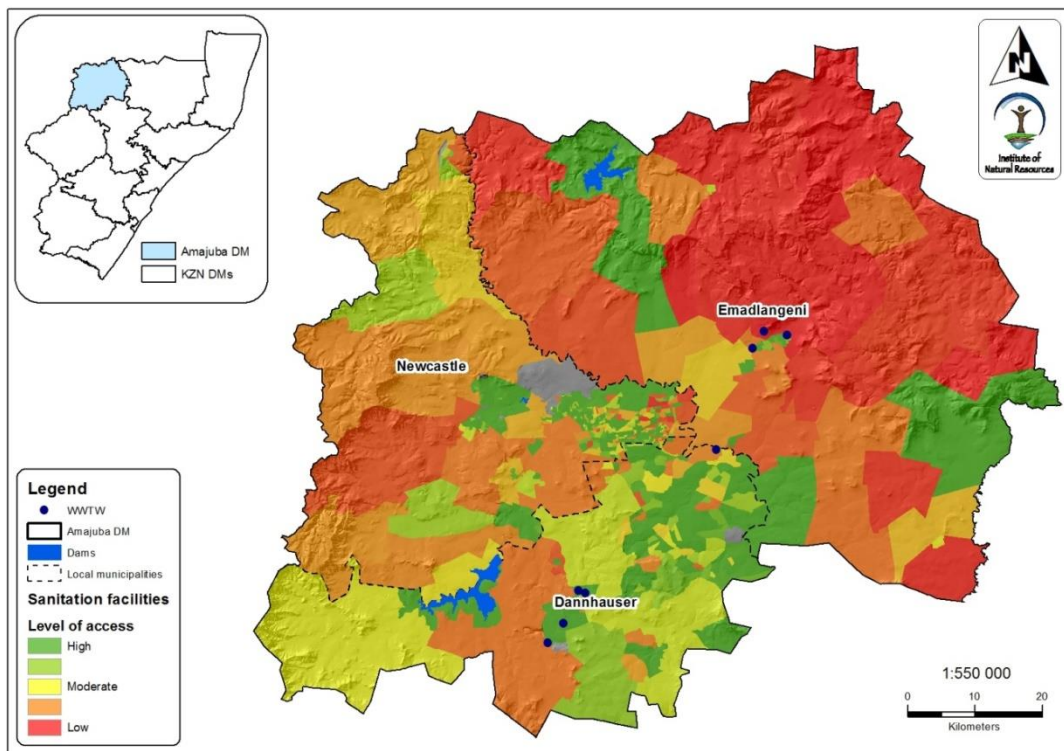 Amajuba DM
KZN DMs
N
Institute of
Natural Resources
Emadlangeni
Newcastle
Dannhauser
Legend
WWTW
Amajuba DM
Dams
Local municipalities
Sanitation facilities
Level of access
High
Moderate
Low
1:550 000
0 10 20
Kilometers